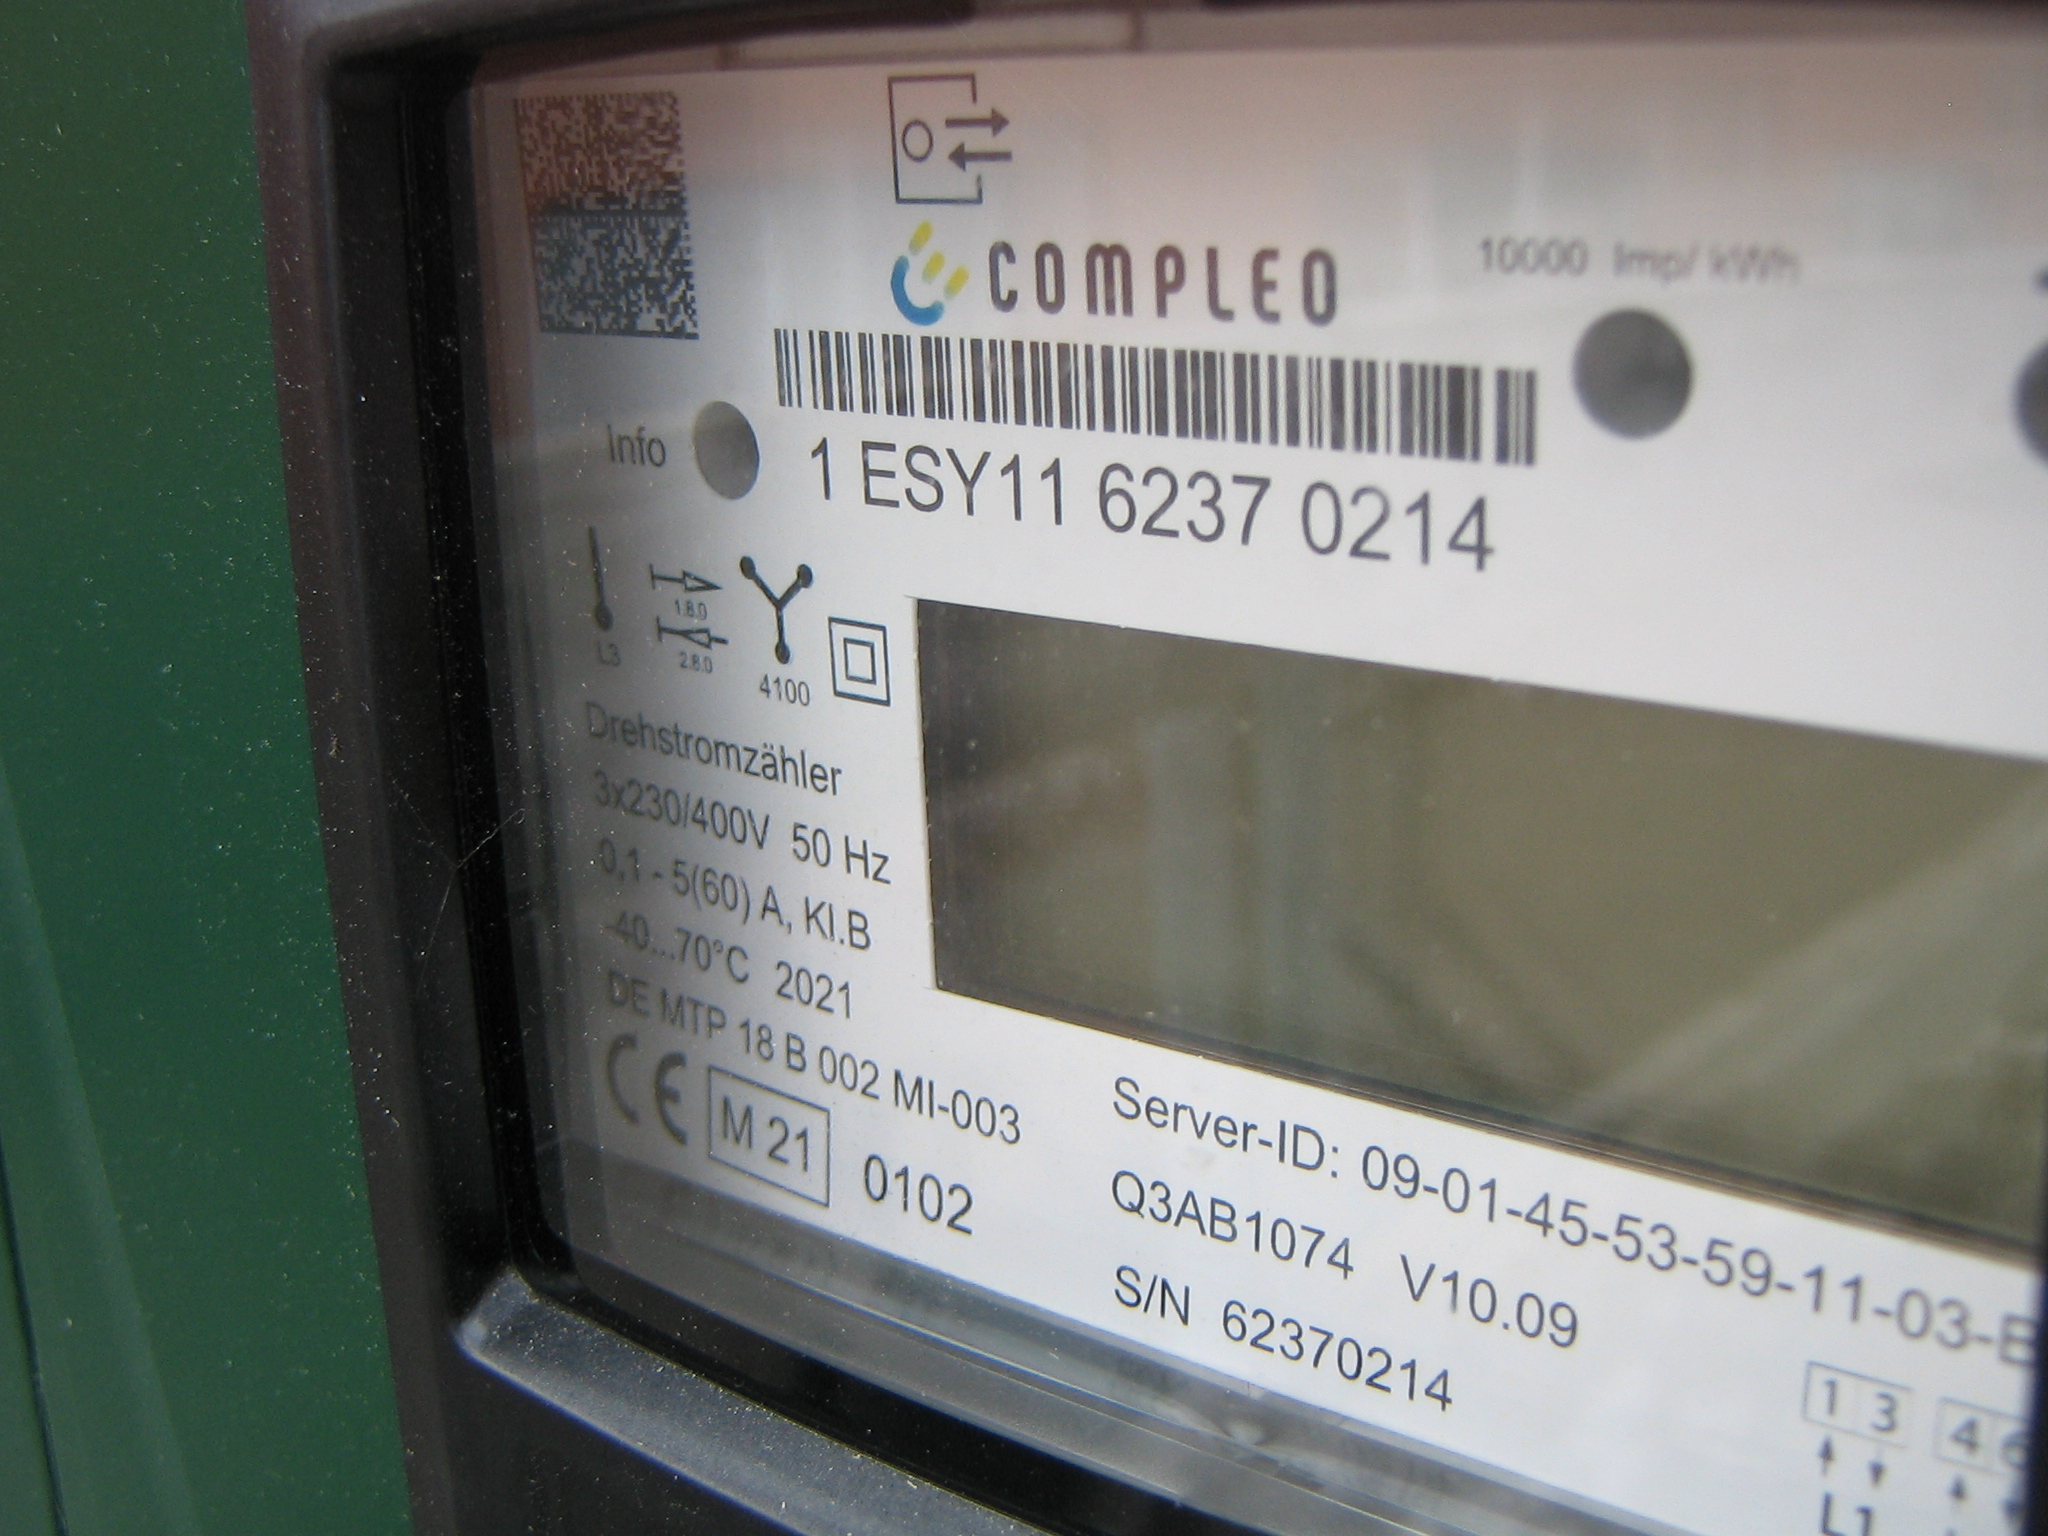 COMPLEO
10000 Imp/ kWh
Info
1 ESY11 6237 0214
L3
1.8.0
2.8.0
4100
Drehstromzähler
3x230/400V 50 Hz
0,1 - 5(60) A, Kl.B
-40...70°C 2021
DE MTP 18 B 002 MI-003
CE M 21 0102
Server-ID: 09-01-45-53-59-11-03-
Q3AB1074 V10.09
S/N 62370214
1 3 4
L1